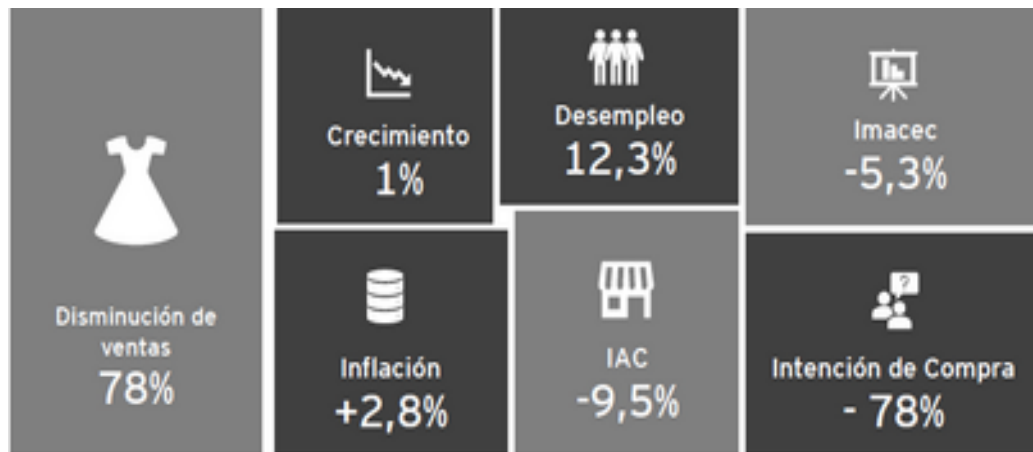 Disminución de
ventas
78%
Crecimiento
1%
Desempleo
12,3%
Imacec
-5,3%
Inflación
+2,8%
IAC
-9,5%
?
Intención de Compra
- 78%